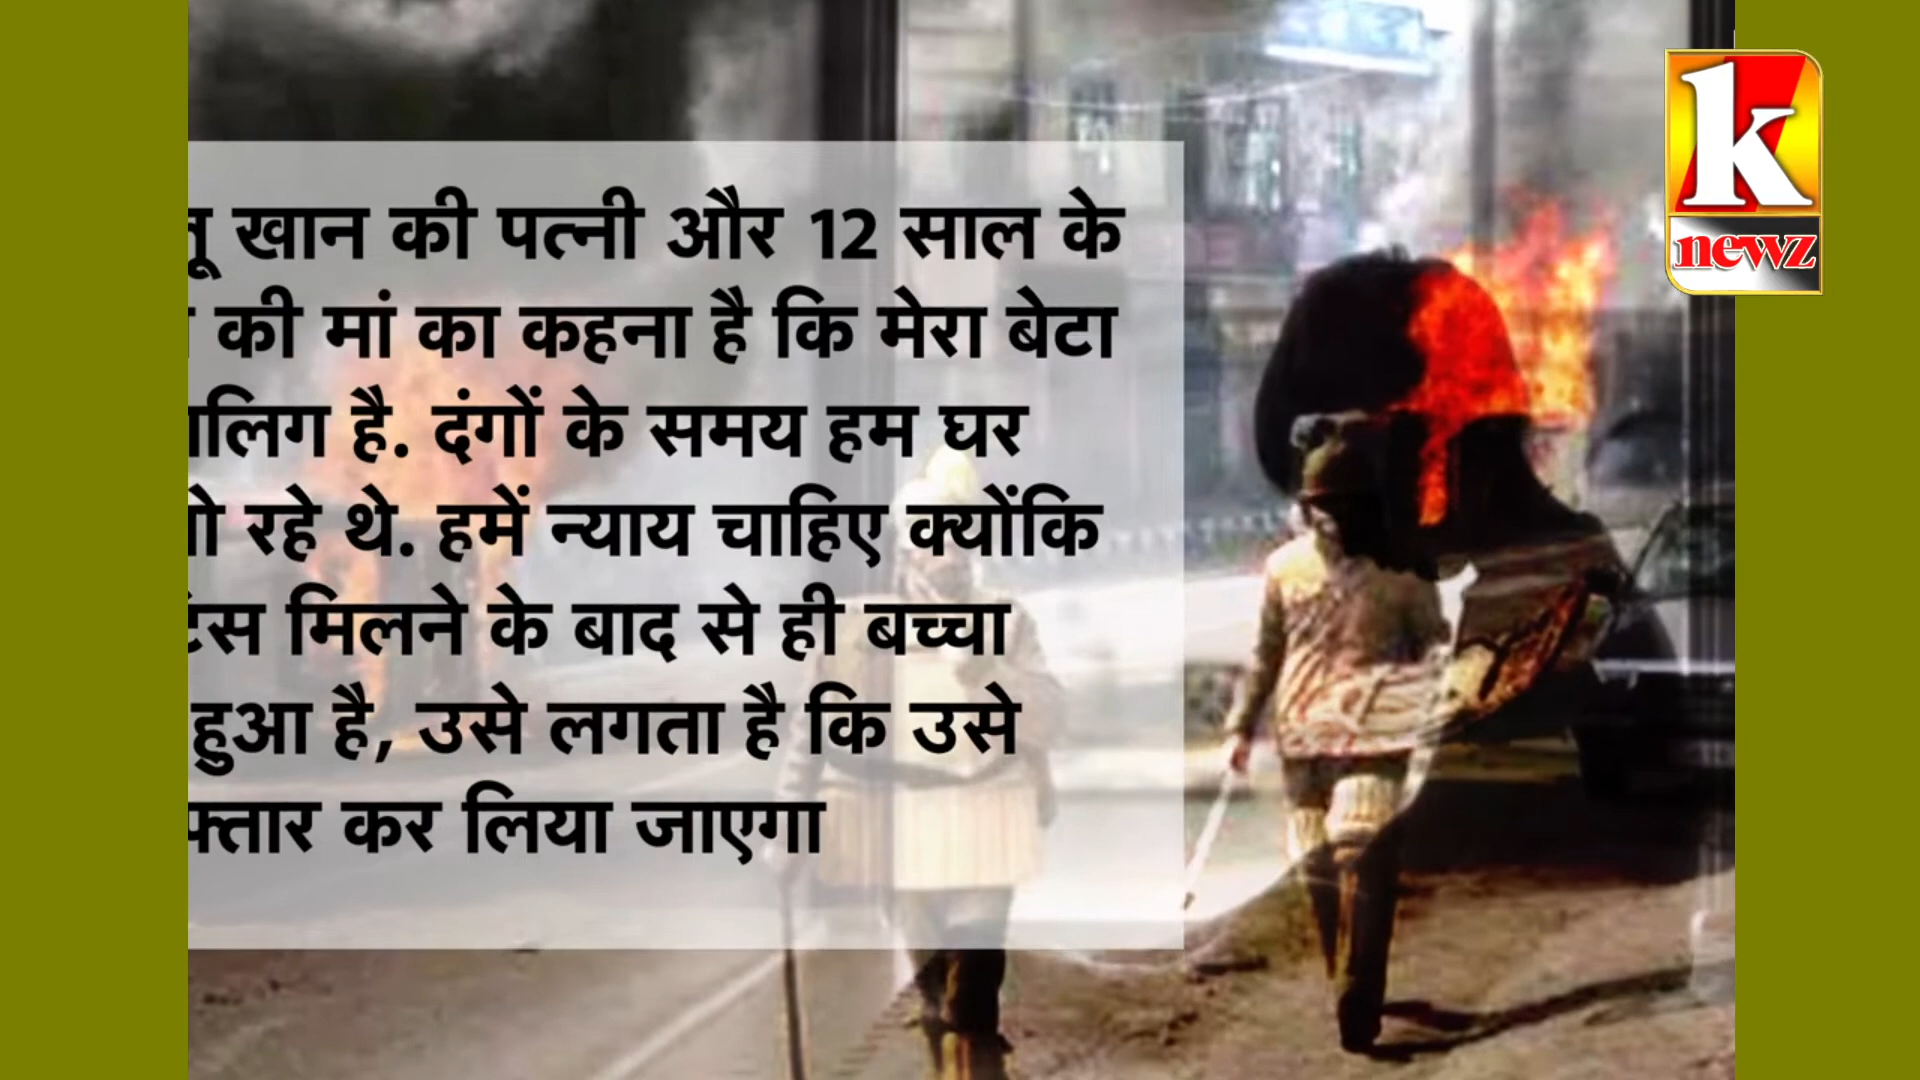 खान की पत्नी और 12 साल के
की मां का कहना है कि मेरा बेटा
है. दंगों के समय हम घर
रहे थे. हमें न्याय चाहिए क्योंकि
मिलने के बाद से ही बच्चा
हुआ है, उसे लगता है कि उसे
कर लिया जाएगा
k
newz